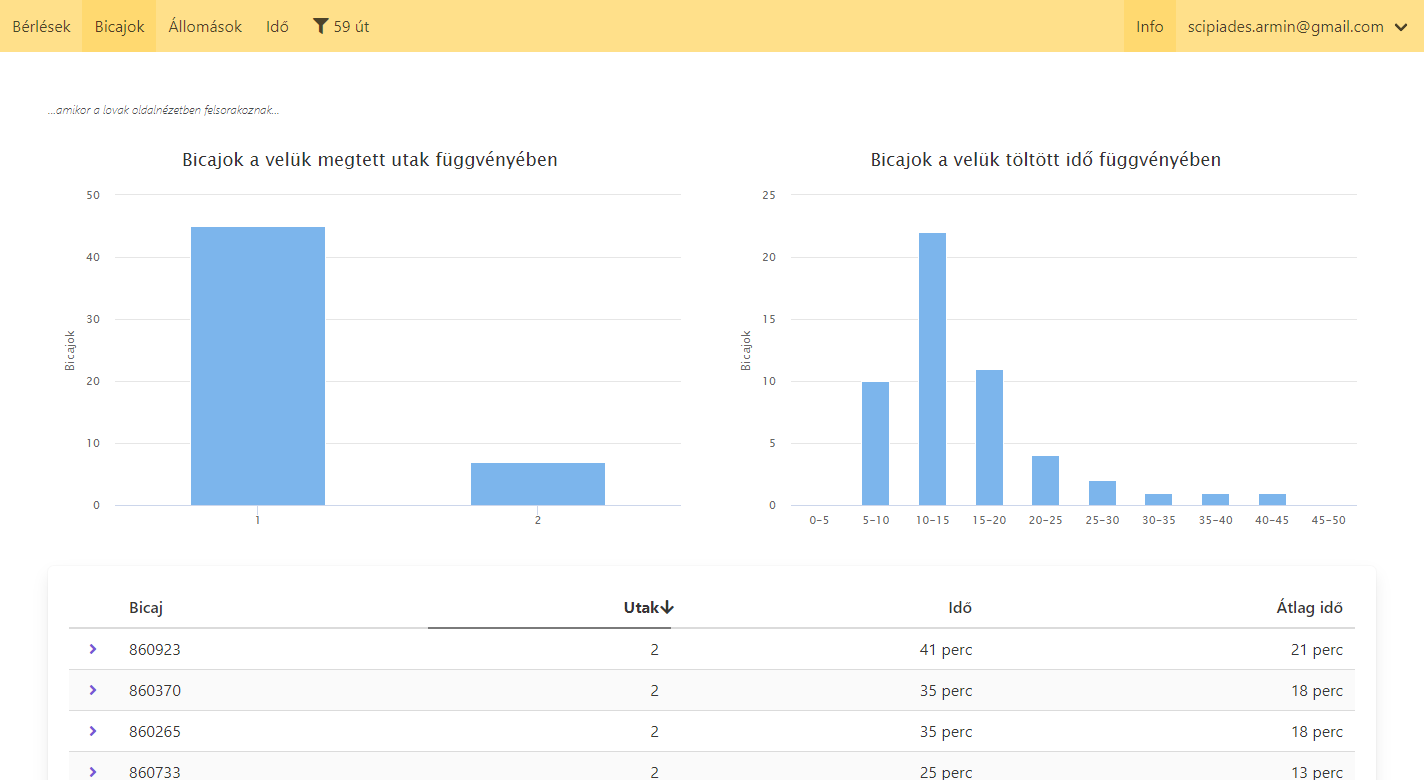 Bérlések Bicajok Állomások Idő 59 út Info scipiades.armin@gmail.com
...amikor a lovak oldalnézetben felsorakoznak...
Bicajok a velük megtett utak függvényében
50
40
30
20
10
0
Bicajok
1 2
Bicajok a velük töltött idő függvényében
25
20
15
10
5
0
Bicajok
0-5 5-10 10-15 15-20 20-25 25-30 30-35 35-40 40-45 45-50
Bicaj Utak Idő Átlag idő
860923 2 41 perc 21 perc
860370 2 35 perc 18 perc
860265 2 35 perc 18 perc
860733 2 25 perc 13 perc